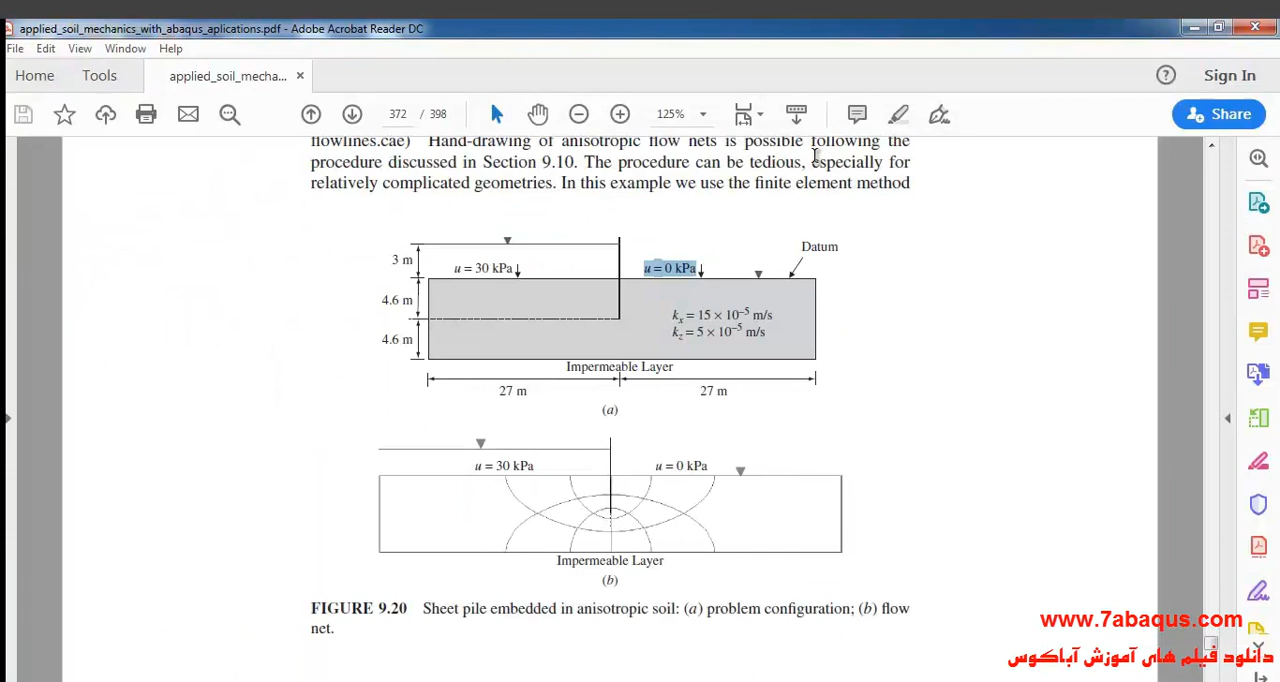 applied_soil_mechanics_with_abaqus_aplications.pdf - Adobe Acrobat Reader DC
File Edit View Window Help
Home Tools applied_soil_mecha... × Sign In
372 / 398 125% Share
flowlines.cae) Hand-drawing of anisotropic flow nets is possible following the
procedure discussed in Section 9.10. The procedure can be tedious, especially for
relatively complicated geometries. In this example we use the finite element method
Datum
3 m u = 30 kPa u = 0 kPa
4.6 m kx = 15 × 10–5 m/s
kz = 5 × 10–5 m/s
4.6 m
Impermeable Layer
27 m 27 m
(a)
u = 30 kPa u = 0 kPa
Impermeable Layer
(b)
FIGURE 9.20 Sheet pile embedded in anisotropic soil: (a) problem configuration; (b) flow
net.
www.7abaqus.com
دانلود فیلم های آموزش آباکوس